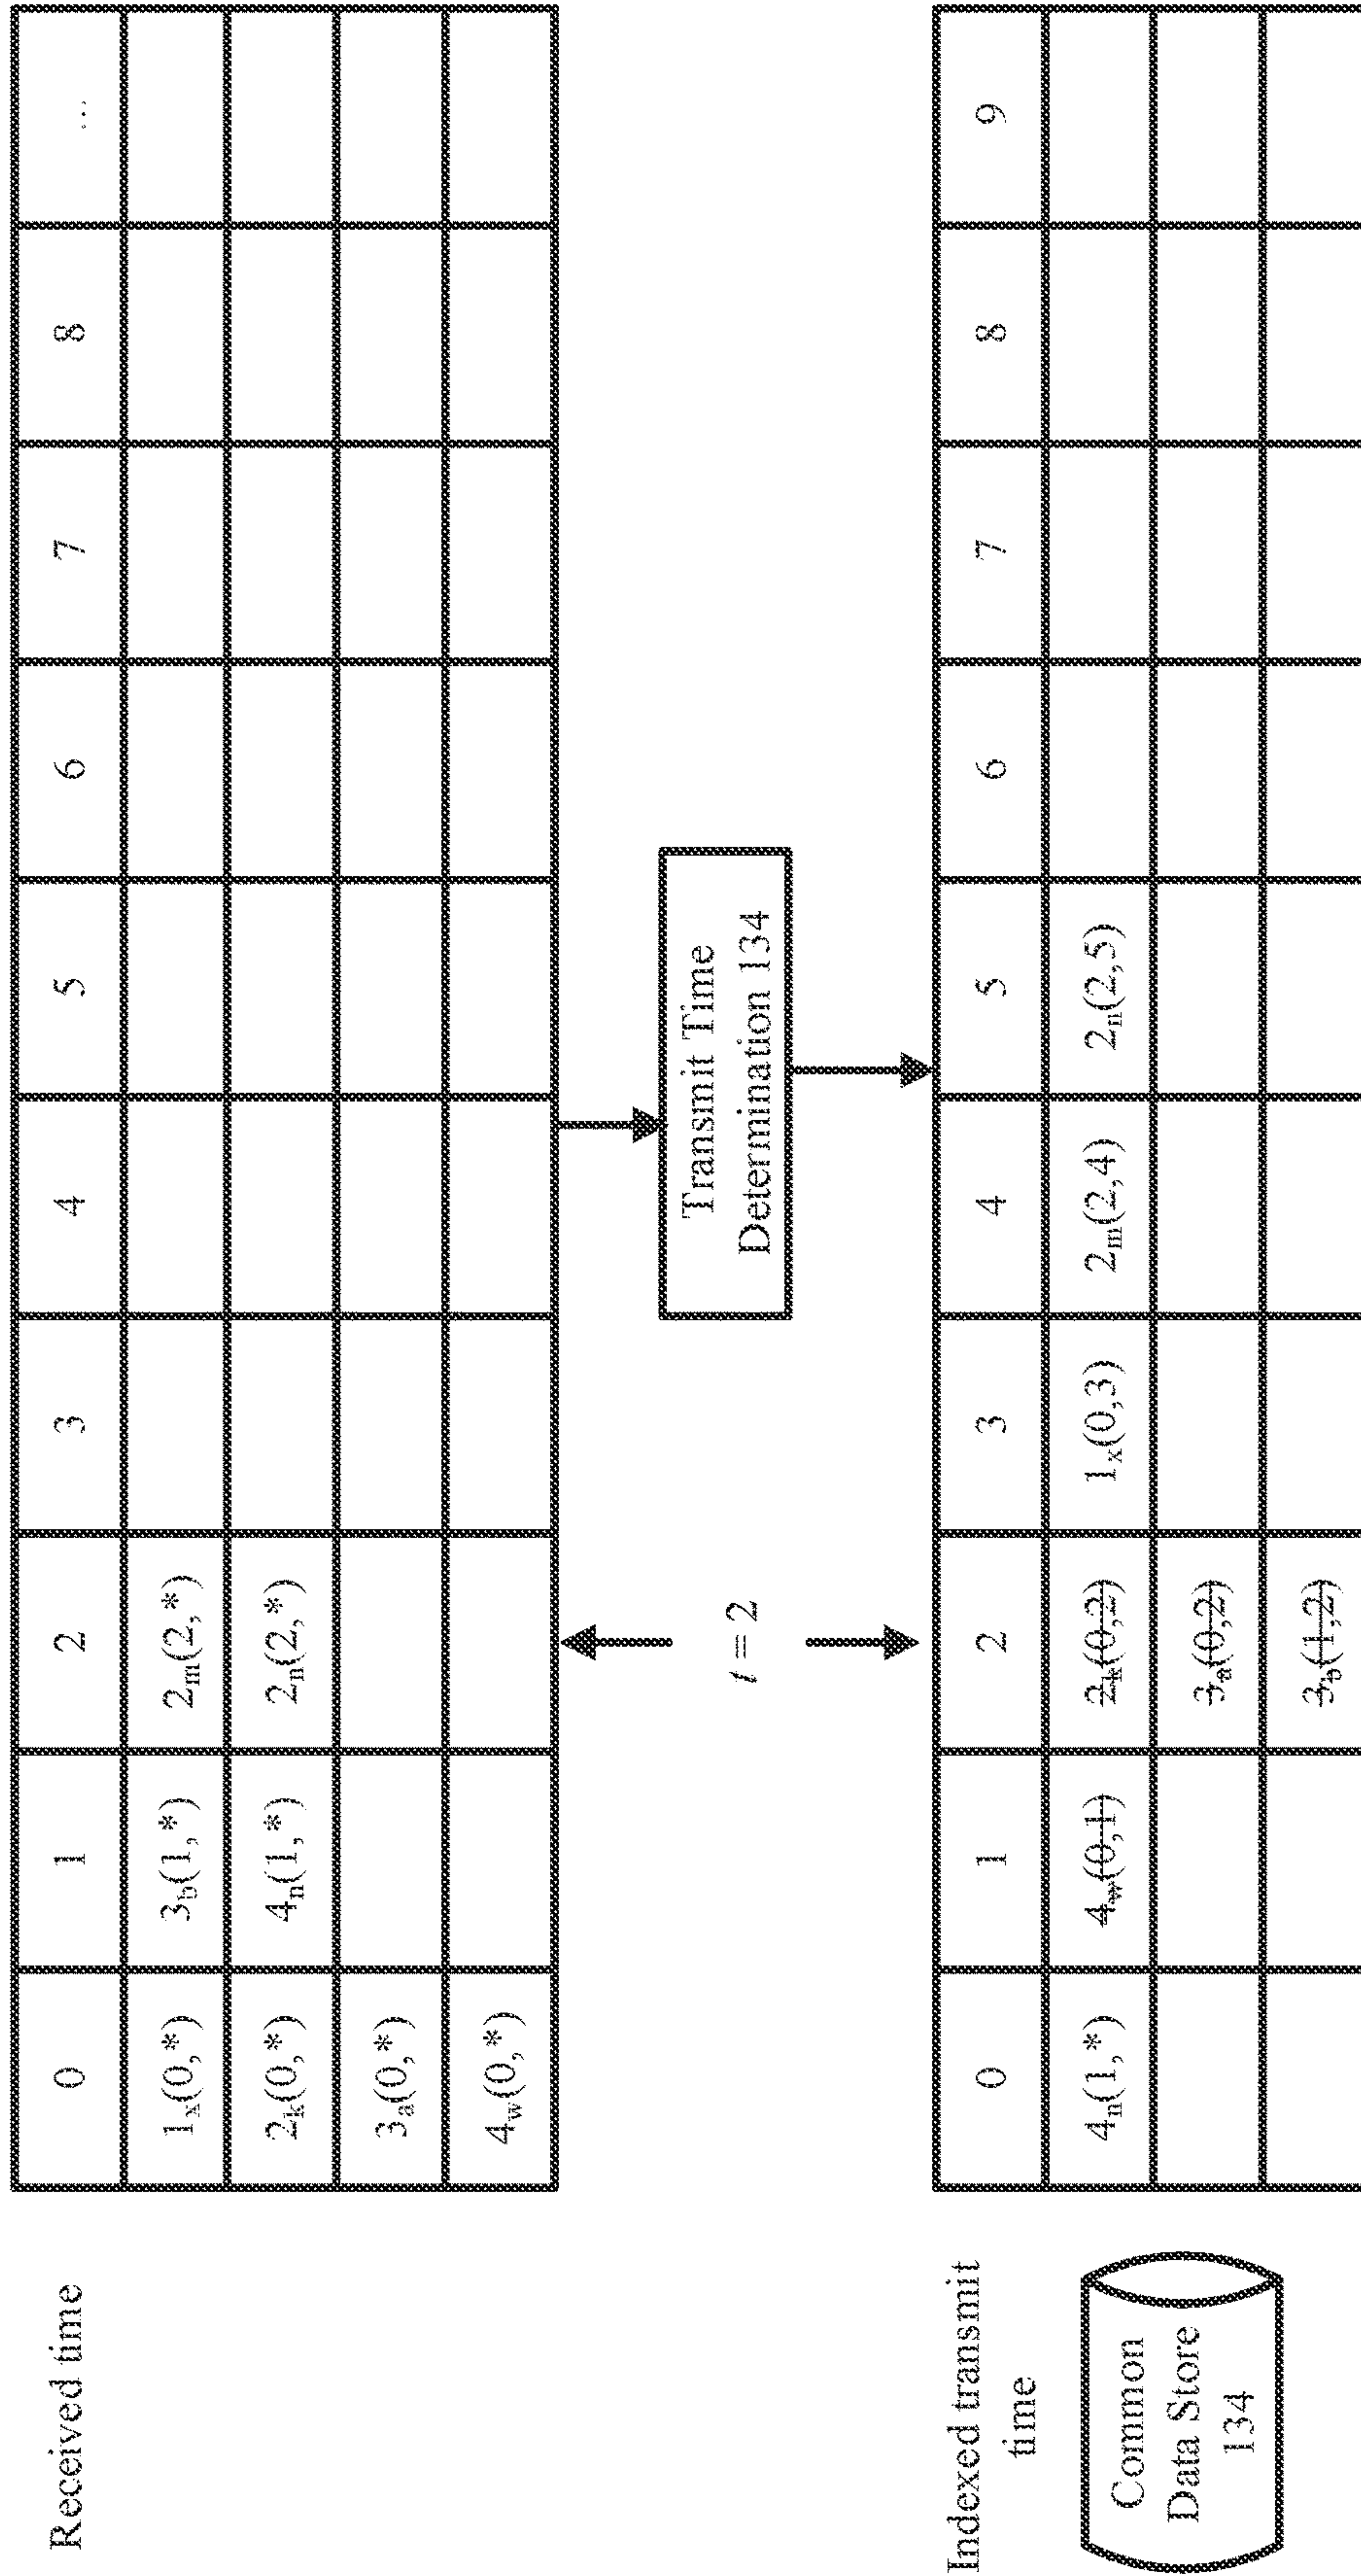 Received time
0 1 2 3 4 5 6 7 8 ...
1x(0,*) 3b(1,*) 2m(2,*)
2k(0,*) 4n(1,*) 2n(2,*)
3a(0,*)
4w(0,*)
t = 2
Transmit Time
Determination 134
Indexed transmit
time
0 1 2 3 4 5 6 7 8 9
4n(1,*) 4w(0,1) 2k(0,2) 1x(0,3) 2m(2,4) 2n(2,5)
3a(0,2)
3b(1,2)
Common
Data Store
134